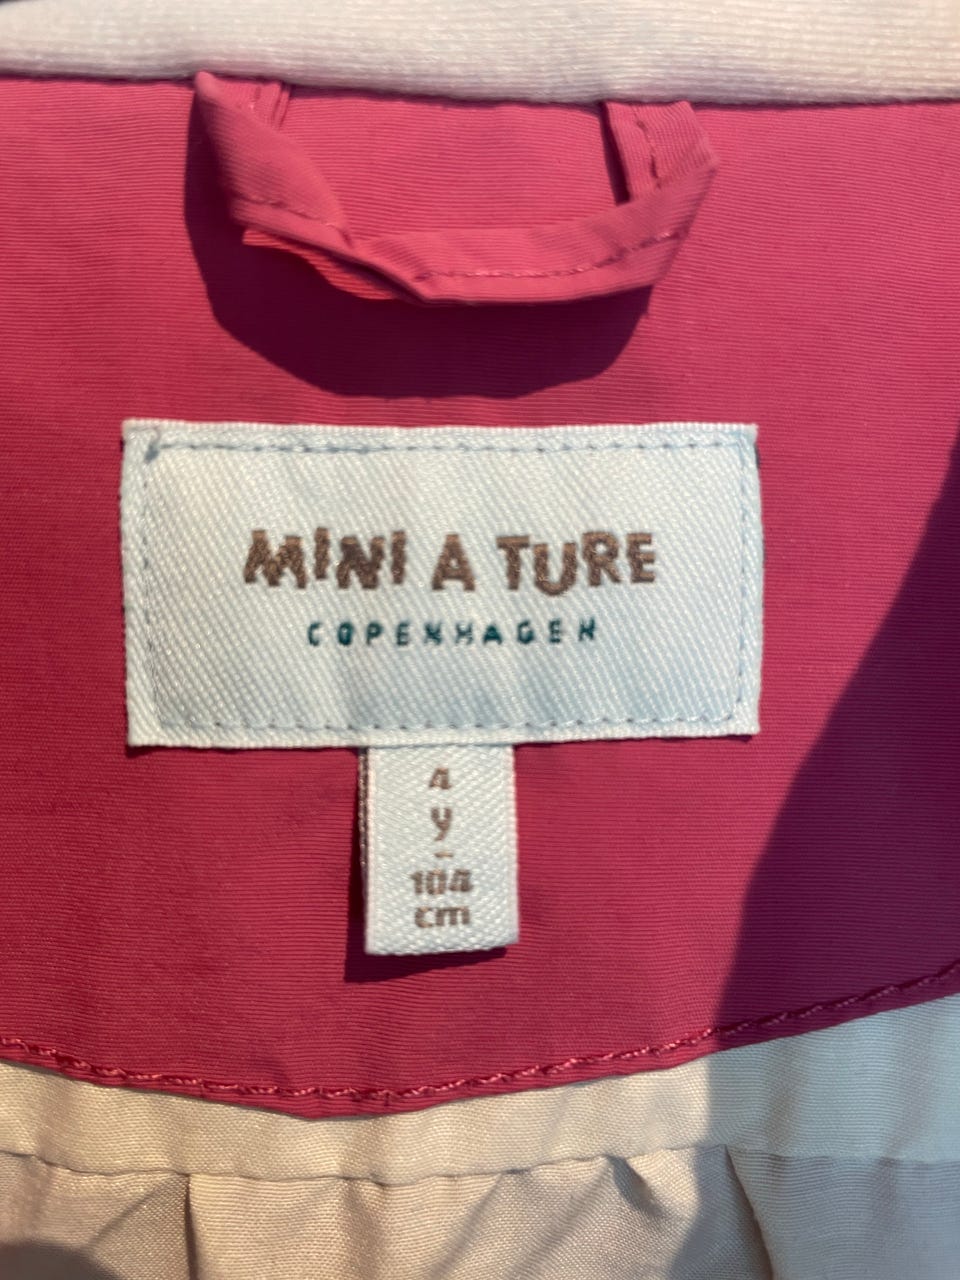 MINI A TURE
COPENHAGEN
4
y
-
104
cm